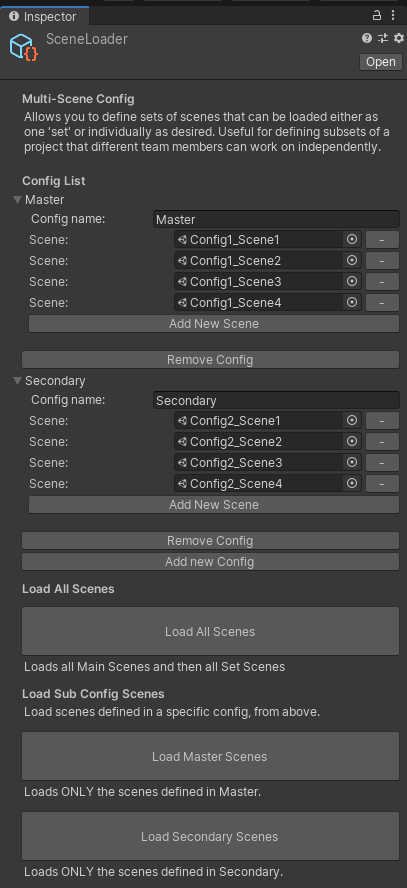 Inspector
SceneLoader
Open
Multi-Scene Config
Allows you to define sets of scenes that can be loaded either as
one 'set' or individually as desired. Useful for defining subsets of a
project that different team members can work on independently.
Config List
Master
Config name: Master
Scene: Config1_Scene1 -
Scene: Config1_Scene2 -
Scene: Config1_Scene3 -
Scene: Config1_Scene4 -
Add New Scene
Remove Config
Secondary
Config name: Secondary
Scene: Config2_Scene1 -
Scene: Config2_Scene2 -
Scene: Config2_Scene3 -
Scene: Config2_Scene4 -
Add New Scene
Remove Config
Add new Config
Load All Scenes
Load All Scenes
Loads all Main Scenes and then all Set Scenes
Load Sub Config Scenes
Load scenes defined in a specific config, from above.
Load Master Scenes
Loads ONLY the scenes defined in Master.
Load Secondary Scenes
Loads ONLY the scenes defined in Secondary.